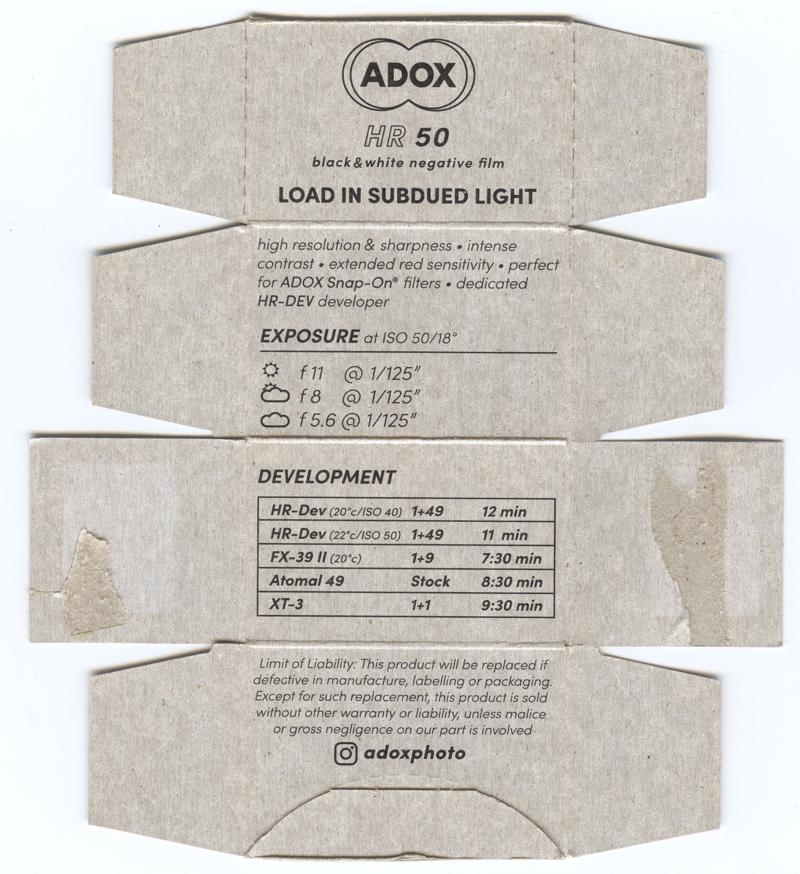 ADOX
HR 50
black & white negative film
LOAD IN SUBDUED LIGHT
high resolution & sharpness • intense
contrast • extended red sensitivity • perfect
for ADOX Snap-On® filters • dedicated
HR-DEV developer
EXPOSURE at ISO 50/18°
f 11 @ 1/125"
f 8 @ 1/125"
f 5.6 @ 1/125"
DEVELOPMENT
HR-Dev (20°c/ISO 40) 1+49 12 min
HR-Dev (22°c/ISO 50) 1+49 11 min
FX-39 II (20°c) 1+9 7:30 min
Atomal 49 Stock 8:30 min
XT-3 1+1 9:30 min
Limit of Liability: This product will be replaced if
defective in manufacture, labelling or packaging.
Except for such replacement, this product is sold
without other warranty or liability, unless malice
or gross negligence on our part is involved
adoxphoto